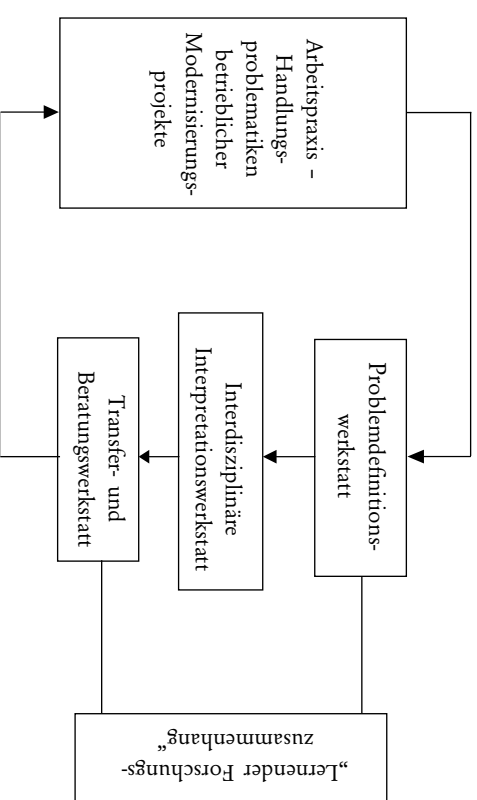 Arbeitspraxis –
Handlungs-
problematiken
betrieblicher
Modernisierungs-
projekte
Problemdefinitions-
werkstatt
Interdisziplinäre
Interpretationswerkstatt
Transfer- und
Beratungswerkstatt
„Lernender Forschungs-
zusammenhang“